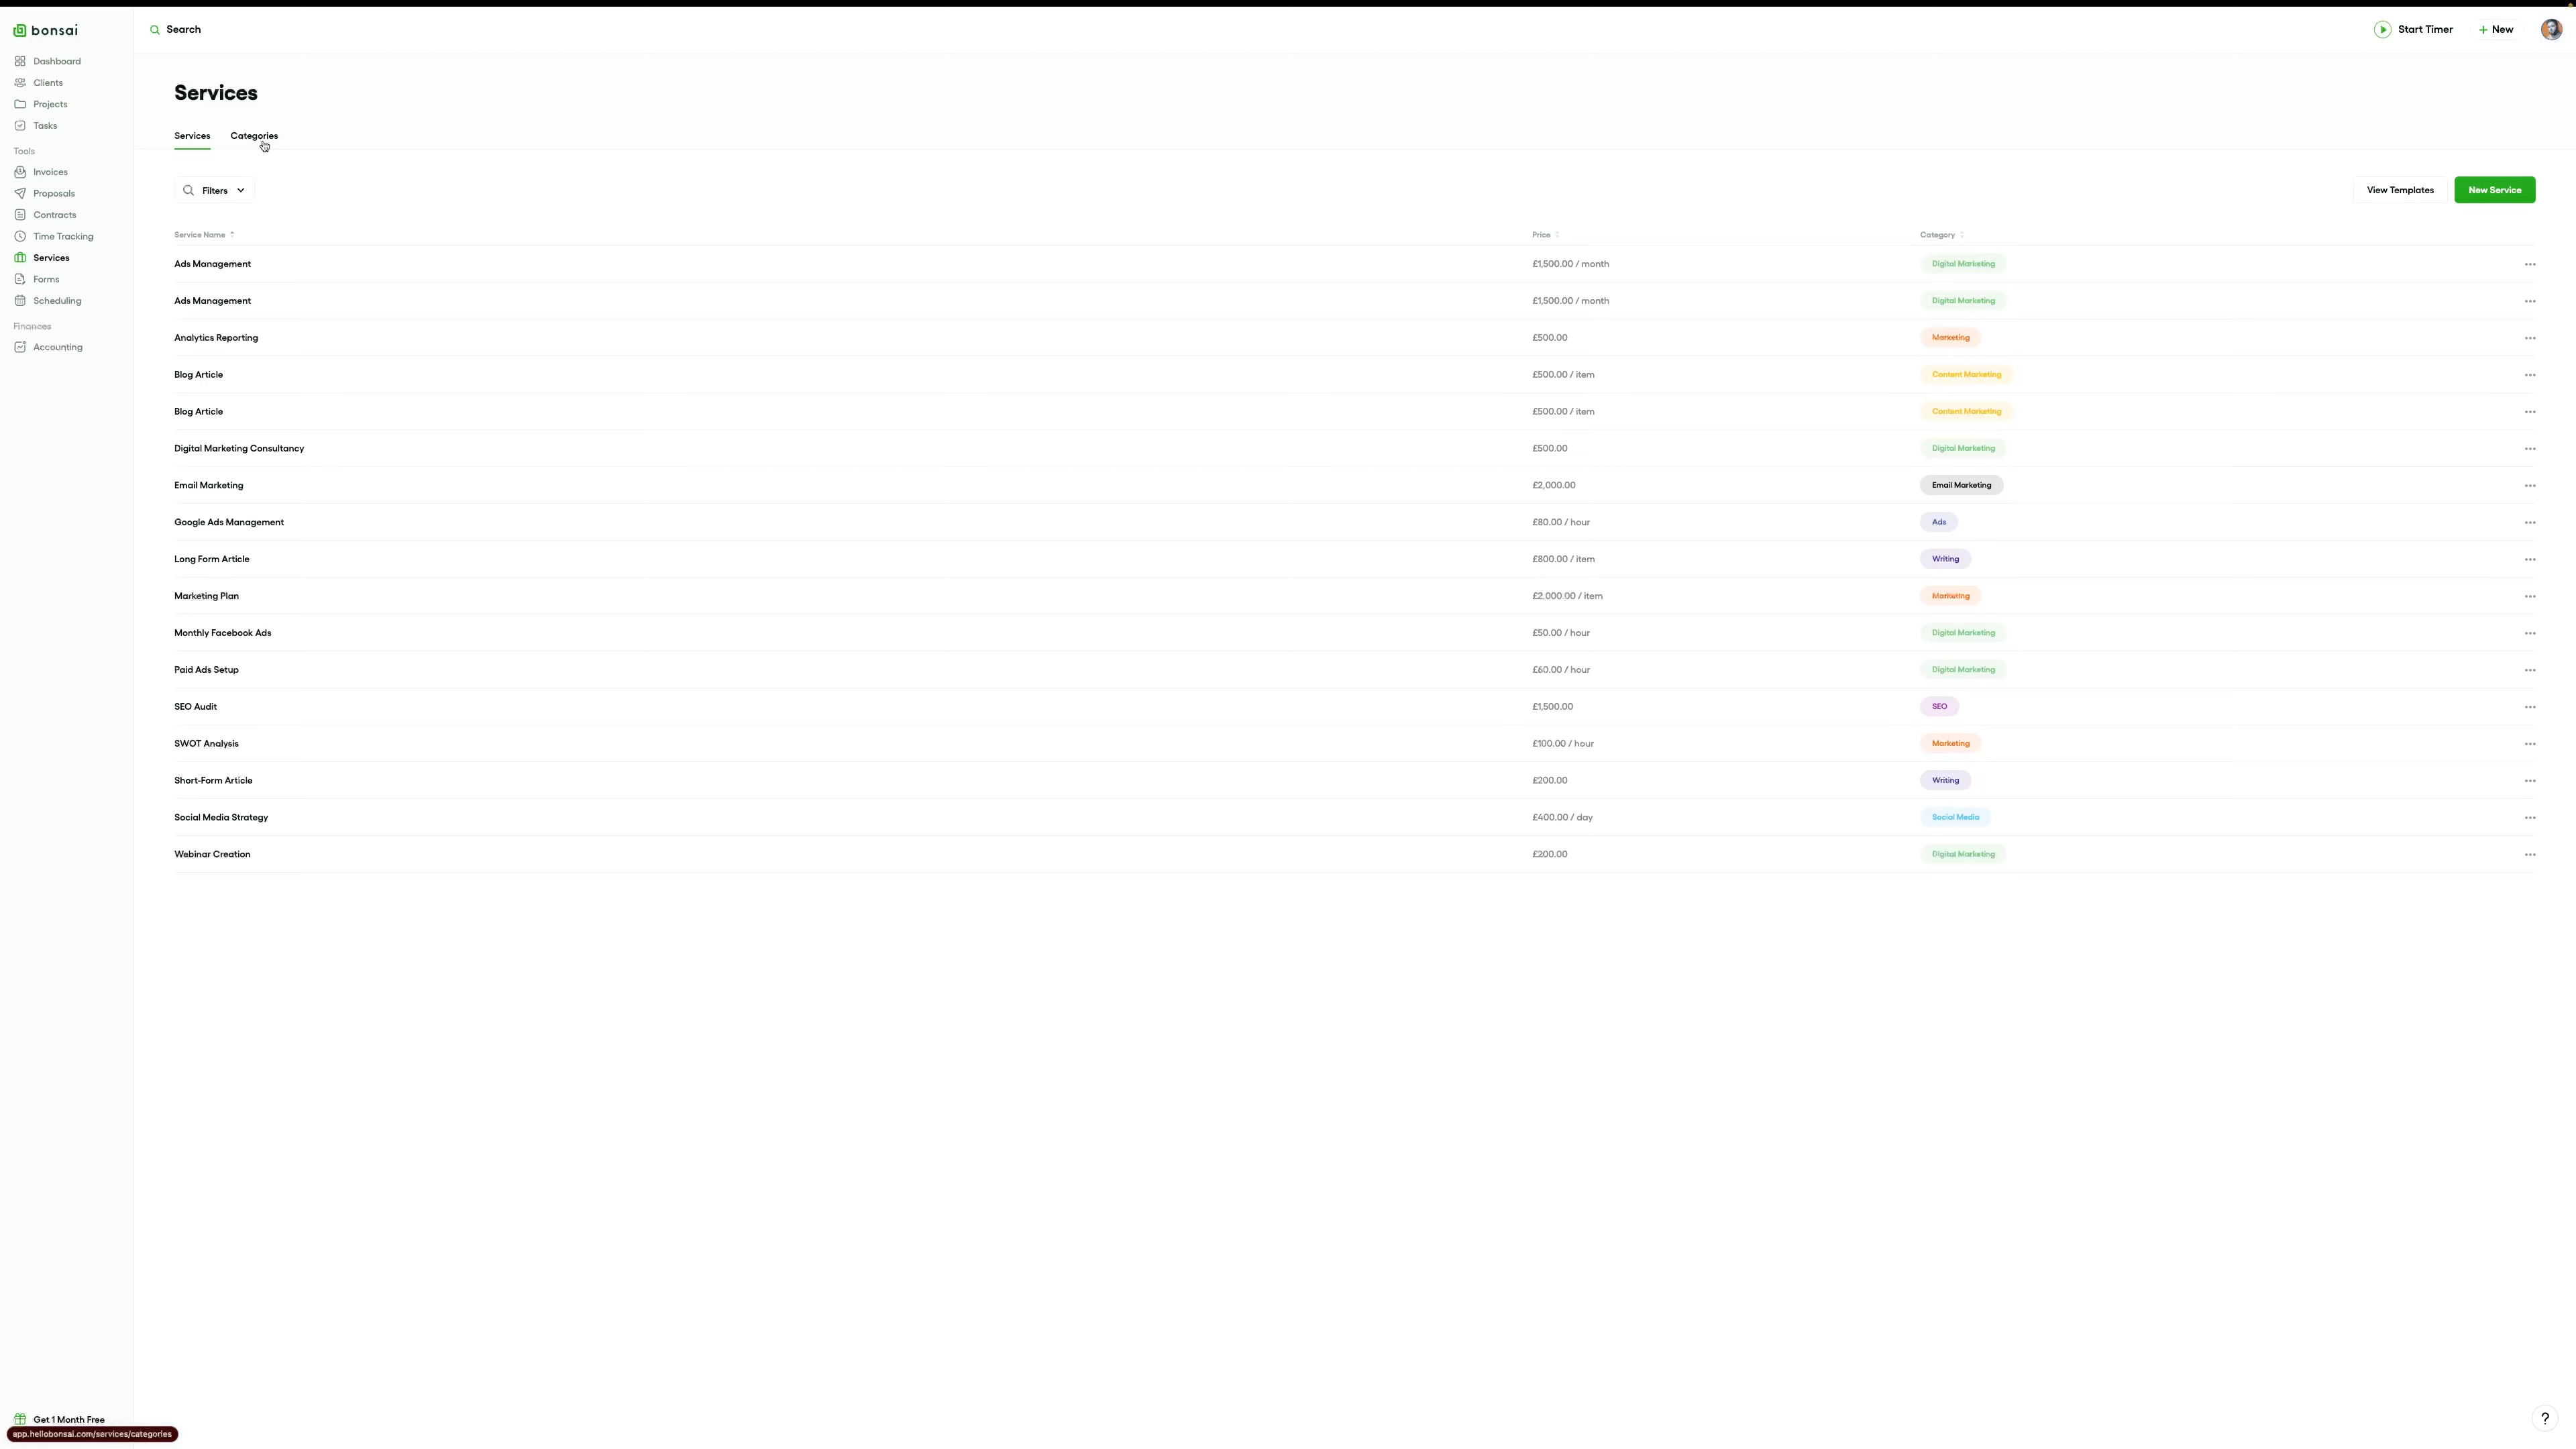 bonsai
Search
Start Timer
New
Dashboard
Clients
Projects
Tasks
Tools
Invoices
Proposals
Contracts
Time Tracking
Services
Forms
Scheduling
Finances
Accounting
Services
Services Categories
Filters
View Templates
New Service
Service Name Price Category
Ads Management £1,500.00 / month Digital Marketing
Ads Management £1,500.00 / month Digital Marketing
Analytics Reporting £500.00 Marketing
Blog Article £500.00 / item Content Marketing
Blog Article £500.00 / item Content Marketing
Digital Marketing Consultancy £500.00 Digital Marketing
Email Marketing £2,000.00 Email Marketing
Google Ads Management £80.00 / hour Ads
Long Form Article £800.00 / item Writing
Marketing Plan £2,000.00 / item Marketing
Monthly Facebook Ads £50.00 / hour Digital Marketing
Paid Ads Setup £60.00 / hour Digital Marketing
SEO Audit £1,500.00 SEO
SWOT Analysis £100.00 / hour Marketing
Short-Form Article £200.00 Writing
Social Media Strategy £400.00 / day Social Media
Webinar Creation £200.00 Digital Marketing
Get 1 Month Free
app.hellobonsai.com/services/categories
?